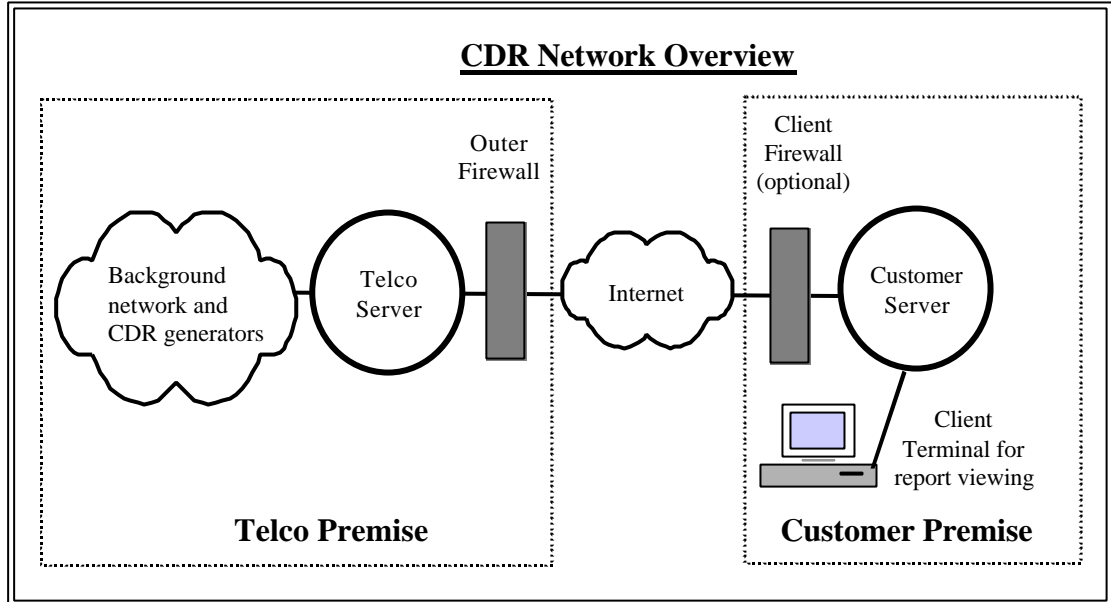 CDR Network Overview
Outer
Firewall
Client
Firewall
(optional)
Background
network and
CDR generators
Telco
Server
Internet
Customer
Server
Client
Terminal for
report viewing
Telco Premise
Customer Premise